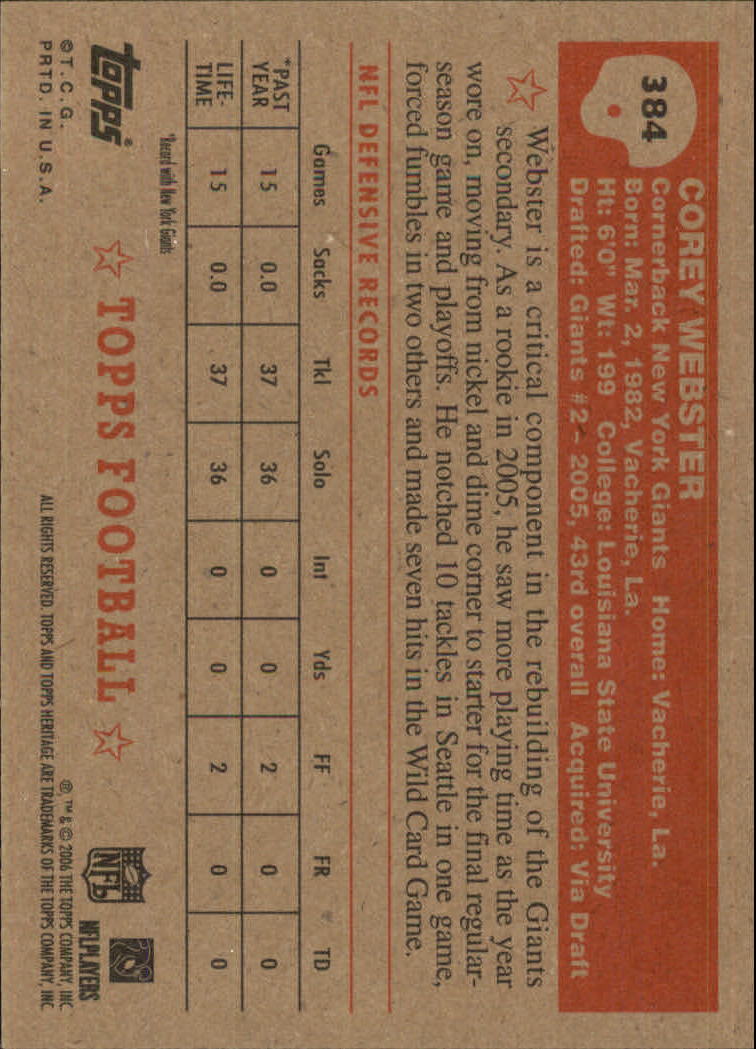 384
COREY WEBSTER
Cornerback New York Giants Home: Vacherie, La.
Born: Mar. 2, 1982, Vacherie, La.
Ht: 6'0" Wt: 199 College: Louisiana State University
Drafted: Giants #2 - 2005, 43rd overall Acquired: Via Draft
Webster is a critical component in the rebuilding of the Giants
secondary. As a rookie in 2005, he saw more playing time as the year
wore on, moving from nickel and dime corner to starter for the final regular-
season game and playoffs. He notched 10 tackles in Seattle in one game,
forced fumbles in two others and made seven hits in the Wild Card Game.
NFL DEFENSIVE RECORDS
Games Sacks Tkl Solo Int Yds FF FR TD
*PAST YEAR 15 0.0 37 36 0 0 2 0 0
LIFE-TIME 15 0.0 37 36 0 0 2 0 0
*Record with New York Giants
topps®
TOPPS FOOTBALL
NFL
NFLPLAYERS
©T.C.G.
PRTD. IN U.S.A.
® ™ & © 2006 THE TOPPS COMPANY, INC
ALL RIGHTS RESERVED. TOPPS AND TOPPS HERITAGE ARE TRADEMARKS OF THE TOPPS COMPANY, INC